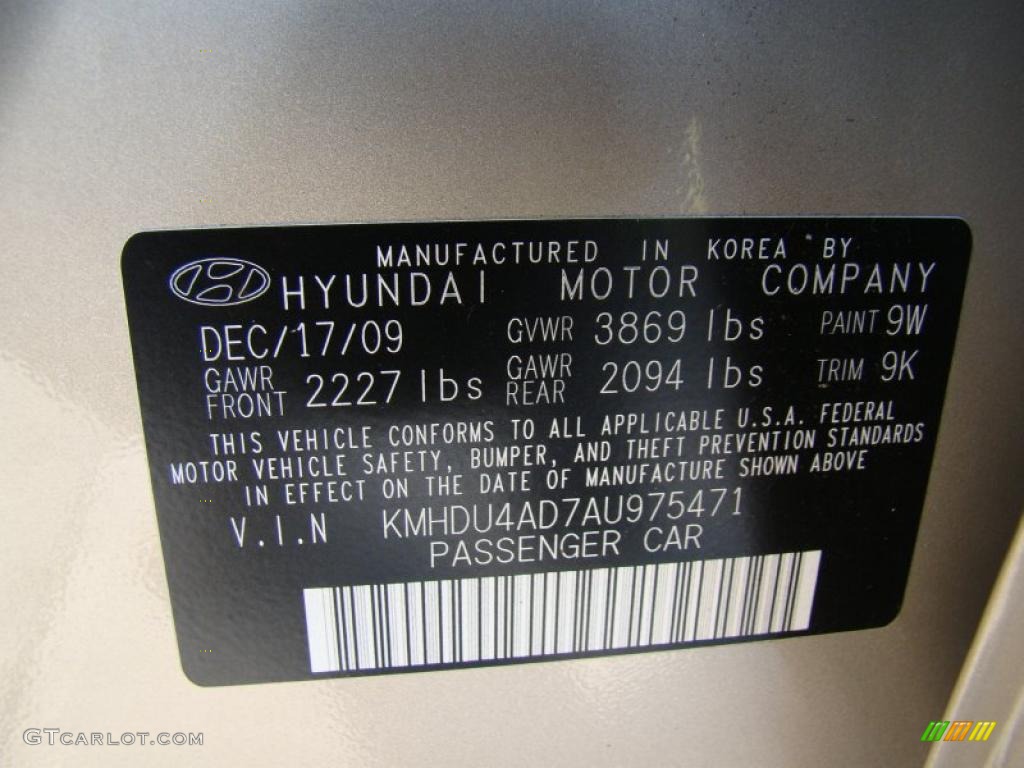 MANUFACTURED IN KOREA BY
HYUNDAI MOTOR COMPANY
DEC/17/09 GVWR 3869 lbs PAINT 9W
GAWR FRONT 2227 lbs GAWR REAR 2094 lbs TRIM 9K
THIS VEHICLE CONFORMS TO ALL APPLICABLE U.S.A. FEDERAL
MOTOR VEHICLE SAFETY, BUMPER, AND THEFT PREVENTION STANDARDS
IN EFFECT ON THE DATE OF MANUFACTURE SHOWN ABOVE
V.I.N KMHDU4AD7AU975471
PASSENGER CAR
GTCARLOT.COM